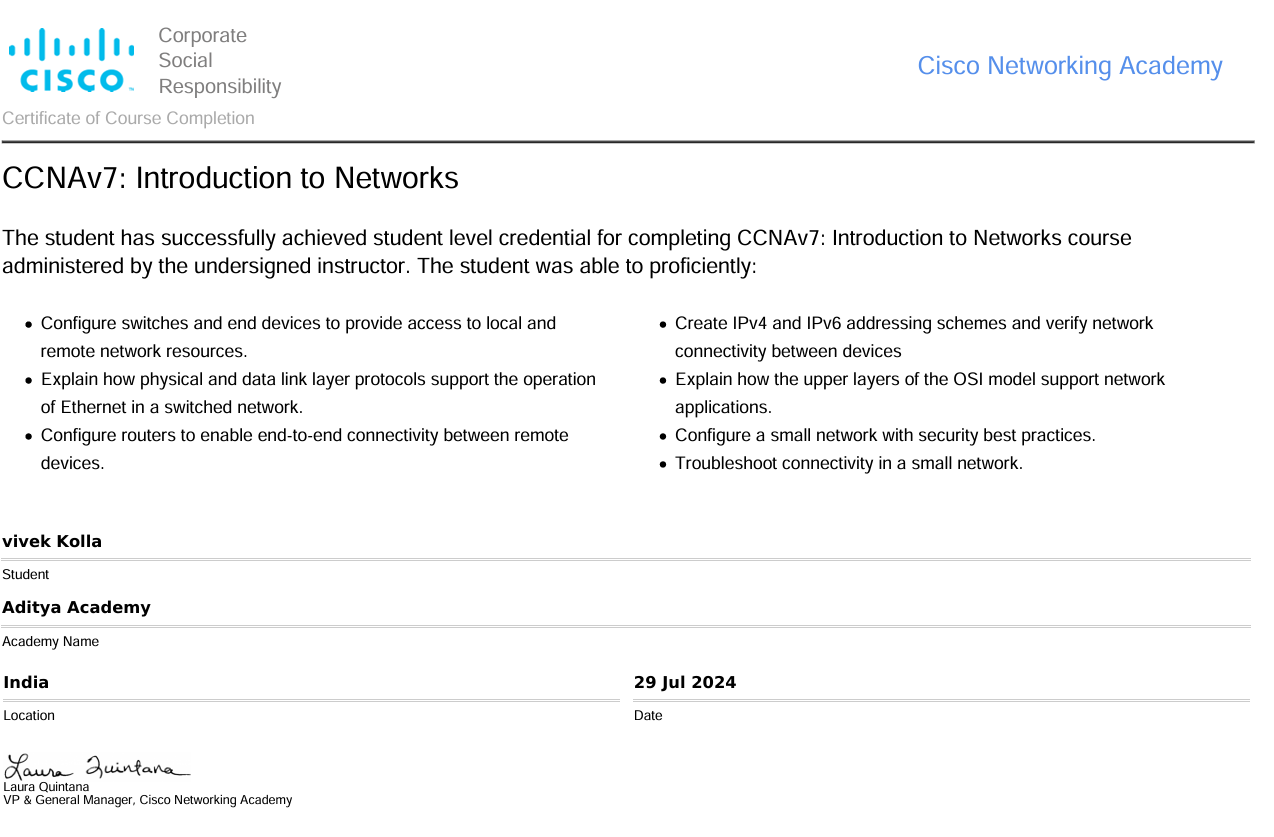 CISCO
Corporate
Social
Responsibility
Cisco Networking Academy
Certificate of Course Completion
CCNAv7: Introduction to Networks
The student has successfully achieved student level credential for completing CCNAv7: Introduction to Networks course
administered by the undersigned instructor. The student was able to proficiently:
• Configure switches and end devices to provide access to local and
remote network resources.
• Explain how physical and data link layer protocols support the operation
of Ethernet in a switched network.
• Configure routers to enable end-to-end connectivity between remote
devices.
• Create IPv4 and IPv6 addressing schemes and verify network
connectivity between devices
• Explain how the upper layers of the OSI model support network
applications.
• Configure a small network with security best practices.
• Troubleshoot connectivity in a small network.
vivek Kolla
Student
Aditya Academy
Academy Name
India
Location
29 Jul 2024
Date
Laura Quintana
Laura Quintana
VP & General Manager, Cisco Networking Academy